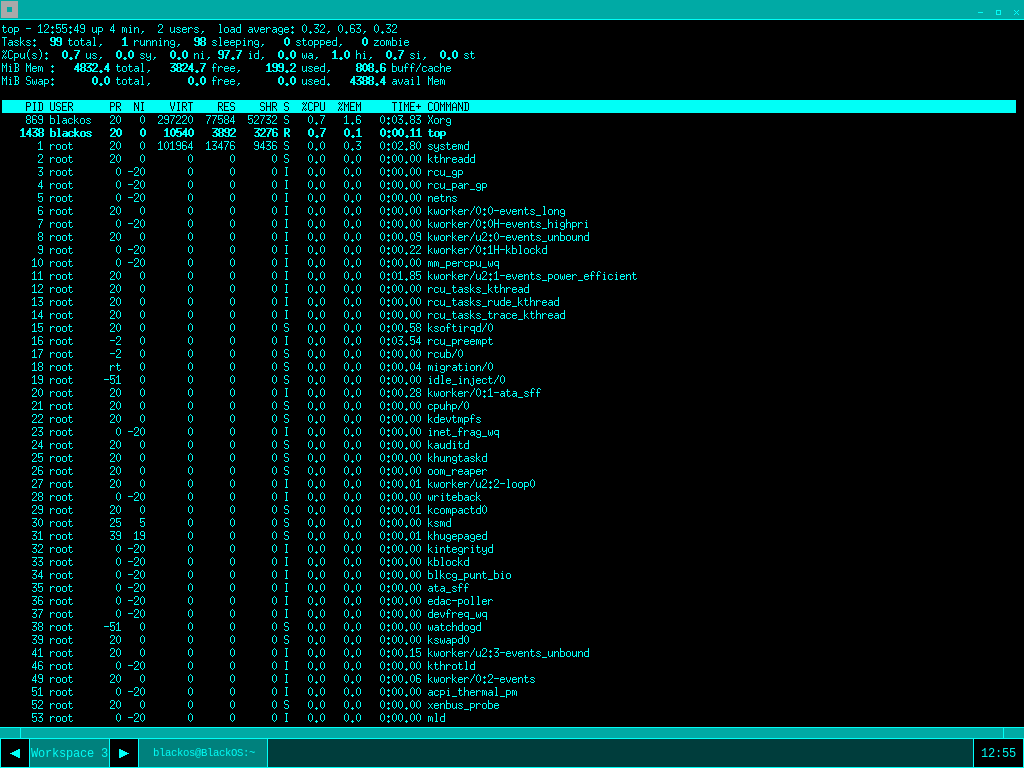 top - 12:55:49 up 4 min,  2 users,  load average: 0.32, 0.63, 0.32
Tasks:  99 total,   1 running,  98 sleeping,   0 stopped,   0 zombie
%Cpu(s):  0.7 us,  0.0 sy,  0.0 ni, 97.7 id,  0.0 wa,  1.0 hi,  0.7 si,  0.0 st
MiB Mem :   4832.4 total,   3824.7 free,    199.2 used,    808.6 buff/cache
MiB Swap:      0.0 total,      0.0 free,      0.0 used.   4388.4 avail Mem
PID USER PR NI VIRT RES SHR S %CPU %MEM TIME+ COMMAND
869 blackos 20 0 297220 77584 52732 S 0.7 1.6 0:03.83 Xorg
1438 blackos 20 0 10540 3892 3276 R 0.7 0.1 0:00.11 top
1 root 20 0 101964 13476 9436 S 0.0 0.3 0:02.80 systemd
2 root 20 0 0 0 0 S 0.0 0.0 0:00.00 kthreadd
3 root 0 -20 0 0 0 I 0.0 0.0 0:00.00 rcu_gp
4 root 0 -20 0 0 0 I 0.0 0.0 0:00.00 rcu_par_gp
5 root 0 -20 0 0 0 I 0.0 0.0 0:00.00 netns
6 root 20 0 0 0 0 I 0.0 0.0 0:00.00 kworker/0:0-events_long
7 root 0 -20 0 0 0 I 0.0 0.0 0:00.00 kworker/0:0H-events_highpri
8 root 20 0 0 0 0 I 0.0 0.0 0:00.09 kworker/u2:0-events_unbound
9 root 0 -20 0 0 0 I 0.0 0.0 0:00.22 kworker/0:1H-kblockd
10 root 0 -20 0 0 0 I 0.0 0.0 0:00.00 mm_percpu_wq
11 root 20 0 0 0 0 I 0.0 0.0 0:01.85 kworker/u2:1-events_power_efficient
12 root 20 0 0 0 0 I 0.0 0.0 0:00.00 rcu_tasks_kthread
13 root 20 0 0 0 0 I 0.0 0.0 0:00.00 rcu_tasks_rude_kthread
14 root 20 0 0 0 0 I 0.0 0.0 0:00.00 rcu_tasks_trace_kthread
15 root 20 0 0 0 0 S 0.0 0.0 0:00.58 ksoftirqd/0
16 root -2 0 0 0 0 I 0.0 0.0 0:03.54 rcu_preempt
17 root -2 0 0 0 0 S 0.0 0.0 0:00.00 rcub/0
18 root rt 0 0 0 0 S 0.0 0.0 0:00.04 migration/0
19 root -51 0 0 0 0 S 0.0 0.0 0:00.00 idle_inject/0
20 root 20 0 0 0 0 I 0.0 0.0 0:00.28 kworker/0:1-ata_sff
21 root 20 0 0 0 0 S 0.0 0.0 0:00.00 cpuhp/0
22 root 20 0 0 0 0 S 0.0 0.0 0:00.00 kdevtmpfs
23 root 0 -20 0 0 0 I 0.0 0.0 0:00.00 inet_frag_wq
24 root 20 0 0 0 0 S 0.0 0.0 0:00.00 kauditd
25 root 20 0 0 0 0 S 0.0 0.0 0:00.00 khungtaskd
26 root 20 0 0 0 0 S 0.0 0.0 0:00.00 oom_reaper
27 root 20 0 0 0 0 I 0.0 0.0 0:00.01 kworker/u2:2-loop0
28 root 0 -20 0 0 0 I 0.0 0.0 0:00.00 writeback
29 root 20 0 0 0 0 S 0.0 0.0 0:00.01 kcompactd0
30 root 25 5 0 0 0 S 0.0 0.0 0:00.00 ksmd
31 root 39 19 0 0 0 S 0.0 0.0 0:00.01 khugepaged
32 root 0 -20 0 0 0 I 0.0 0.0 0:00.00 kintegrityd
33 root 0 -20 0 0 0 I 0.0 0.0 0:00.00 kblockd
34 root 0 -20 0 0 0 I 0.0 0.0 0:00.00 blkcg_punt_bio
35 root 0 -20 0 0 0 I 0.0 0.0 0:00.00 ata_sff
36 root 0 -20 0 0 0 I 0.0 0.0 0:00.00 edac-poller
37 root 0 -20 0 0 0 I 0.0 0.0 0:00.00 devfreq_wq
38 root -51 0 0 0 0 S 0.0 0.0 0:00.00 watchdogd
39 root 20 0 0 0 0 S 0.0 0.0 0:00.00 kswapd0
41 root 20 0 0 0 0 I 0.0 0.0 0:00.15 kworker/u2:3-events_unbound
46 root 0 -20 0 0 0 I 0.0 0.0 0:00.00 kthrotld
49 root 20 0 0 0 0 I 0.0 0.0 0:00.06 kworker/0:2-events
51 root 0 -20 0 0 0 I 0.0 0.0 0:00.00 acpi_thermal_pm
52 root 20 0 0 0 0 S 0.0 0.0 0:00.00 xenbus_probe
53 root 0 -20 0 0 0 I 0.0 0.0 0:00.00 mld
Workspace 3 blackos@BlackOS:~ 12:55